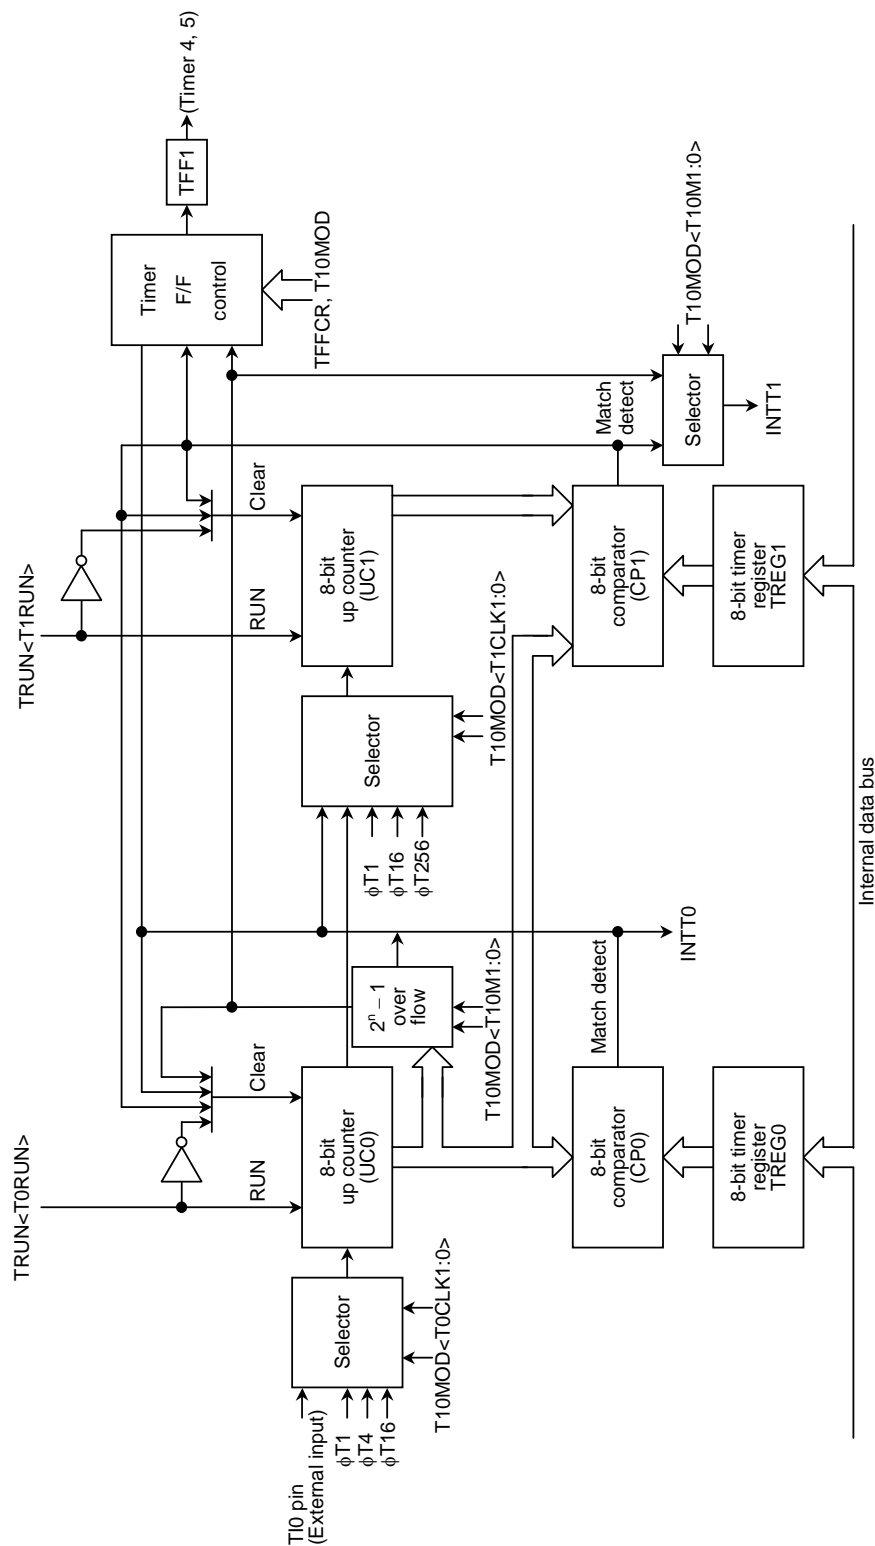 TRUN<T0RUN>
TRUN<T1RUN>
Timer
F/F
control
TFF1
(Timer 4, 5)
TFFCR, T10MOD
RUN
Clear
RUN
Clear
TI0 pin
(External input)
φT1
φT4
φT16
Selector
T10MOD<T0CLK1:0>
8-bit
up counter
(UC0)
2ⁿ − 1
over
flow
T10MOD<T10M1:0>
φT1
φT16
φT256
Selector
T10MOD<T1CLK1:0>
8-bit
up counter
(UC1)
Match detect
INTT0
8-bit
comparator
(CP0)
8-bit
comparator
(CP1)
Match
detect
Selector
T10MOD<T10M1:0>
INTT1
8-bit timer
register
TREG0
8-bit timer
register
TREG1
Internal data bus